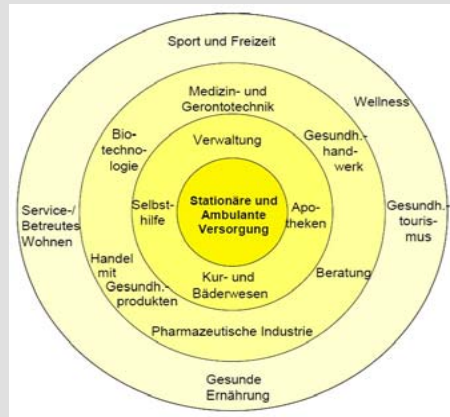 Sport und Freizeit
Medizin- und
Gerontotechnik
Wellness
Bio-
techno-
logie
Verwaltung
Gesundh.-
hand-
werk
Service-/
Betreutes
Wohnen
Selbst-
hilfe
Stationäre und
Ambulante
Versorgung
Apo-
theken
Gesundh.-
touris-
mus
Handel
mit
Gesundh.-
produkten
Kur- und
Bäderwesen
Beratung
Pharmazeutische Industrie
Gesunde
Ernährung